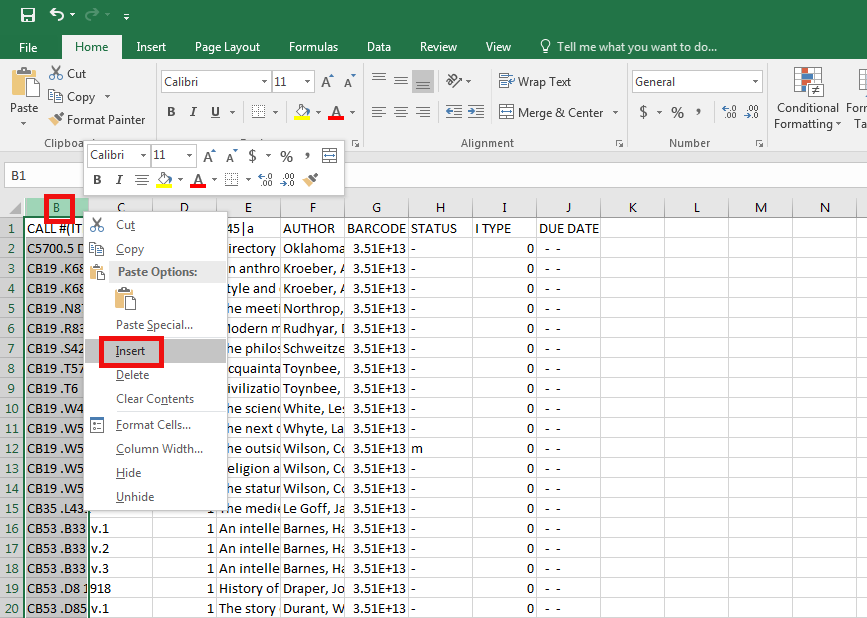 File Home Insert Page Layout Formulas Data Review View Tell me what you want to do...
Paste
Cut
Copy
Format Painter
Calibri 11
B I U
A A
Wrap Text
Merge & Center
Alignment
General
$ %
Number
Conditional
Formatting
B1
Calibri 11 A A $ %
B I A
B C D E F G H I J K L M N
1 CALL #(IT 45|a AUTHOR BARCODE STATUS I TYPE DUE DATE
2 C5700.5 D irectory Oklahoma 3.51E+13 - 0 - -
3 CB19 .K68 n anthro Kroeber, A 3.51E+13 - 0 - -
4 CB19 .K68 tyle and Kroeber, A 3.51E+13 - 0 - -
5 CB19 .N87 he meeti Northrop, 3.51E+13 - 0 - -
6 CB19 .R83 Modern m Rudhyar, D 3.51E+13 - 0 - -
7 CB19 .S42 he philos Schweitze 3.51E+13 - 0 - -
8 CB19 .T57 cquainta Toynbee, 3.51E+13 - 0 - -
9 CB19 .T6 ivilizatio Toynbee, 3.51E+13 - 0 - -
10 CB19 .W4 he scienc White, Les 3.51E+13 - 0 - -
11 CB19 .W5 he next c Whyte, La 3.51E+13 - 0 - -
12 CB19 .W5 he outsid Wilson, Co 3.51E+13 m 0 - -
13 CB19 .W5 eligion a Wilson, Co 3.51E+13 - 0 - -
14 CB19 .W5 he statur Wilson, Co 3.51E+13 - 0 - -
15 CB35 .L43 1 The medie Le Goff, Ja 3.51E+13 - 0 - -
16 CB53 .B33 v.1 1 An intelle Barnes, Ha 3.51E+13 - 0 - -
17 CB53 .B33 v.2 1 An intelle Barnes, Ha 3.51E+13 - 0 - -
18 CB53 .B33 v.3 1 An intelle Barnes, Ha 3.51E+13 - 0 - -
19 CB53 .D8 1918 1 History of Draper, Jo 3.51E+13 - 0 - -
20 CB53 .D85 v.1 1 The story Durant, W 3.51E+13 - 0 - -
Cut
Copy
Paste Options:
Paste Special...
Insert
Delete
Clear Contents
Format Cells...
Column Width...
Hide
Unhide